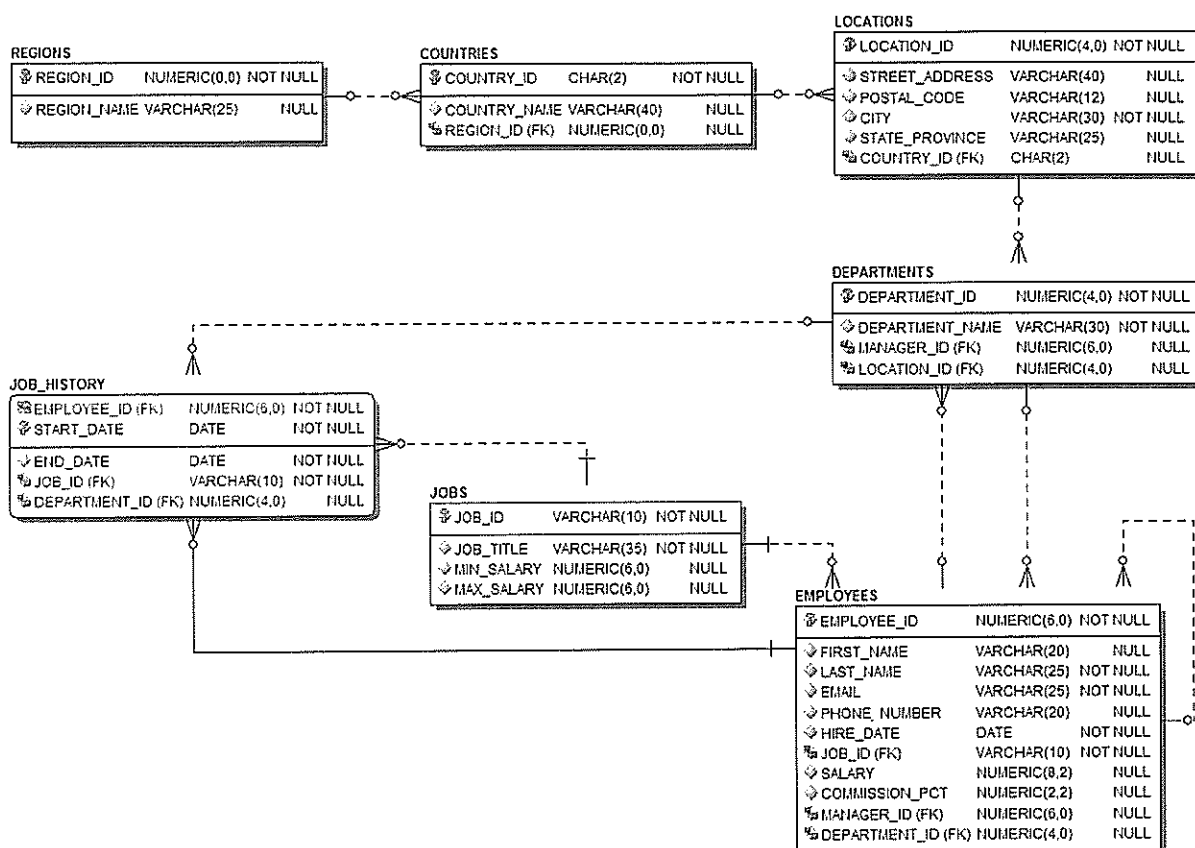 REGIONS
REGION_ID NUMERIC(0,0) NOT NULL
REGION_NAME VARCHAR(25) NULL
COUNTRIES
COUNTRY_ID CHAR(2) NOT NULL
COUNTRY_NAME VARCHAR(40) NULL
REGION_ID (FK) NUMERIC(0,0) NULL
LOCATIONS
LOCATION_ID NUMERIC(4,0) NOT NULL
STREET_ADDRESS VARCHAR(40) NULL
POSTAL_CODE VARCHAR(12) NULL
CITY VARCHAR(30) NOT NULL
STATE_PROVINCE VARCHAR(25) NULL
COUNTRY_ID (FK) CHAR(2) NULL
DEPARTMENTS
DEPARTMENT_ID NUMERIC(4,0) NOT NULL
DEPARTMENT_NAME VARCHAR(30) NOT NULL
MANAGER_ID (FK) NUMERIC(6,0) NULL
LOCATION_ID (FK) NUMERIC(4,0) NULL
JOB_HISTORY
EMPLOYEE_ID (FK) NUMERIC(6,0) NOT NULL
START_DATE DATE NOT NULL
END_DATE DATE NOT NULL
JOB_ID (FK) VARCHAR(10) NOT NULL
DEPARTMENT_ID (FK) NUMERIC(4,0) NULL
JOBS
JOB_ID VARCHAR(10) NOT NULL
JOB_TITLE VARCHAR(35) NOT NULL
MIN_SALARY NUMERIC(6,0) NULL
MAX_SALARY NUMERIC(6,0) NULL
EMPLOYEES
EMPLOYEE_ID NUMERIC(6,0) NOT NULL
FIRST_NAME VARCHAR(20) NULL
LAST_NAME VARCHAR(25) NOT NULL
EMAIL VARCHAR(25) NOT NULL
PHONE_NUMBER VARCHAR(20) NULL
HIRE_DATE DATE NOT NULL
JOB_ID (FK) VARCHAR(10) NOT NULL
SALARY NUMERIC(8,2) NULL
COMMISSION_PCT NUMERIC(2,2) NULL
MANAGER_ID (FK) NUMERIC(6,0) NULL
DEPARTMENT_ID (FK) NUMERIC(4,0) NULL